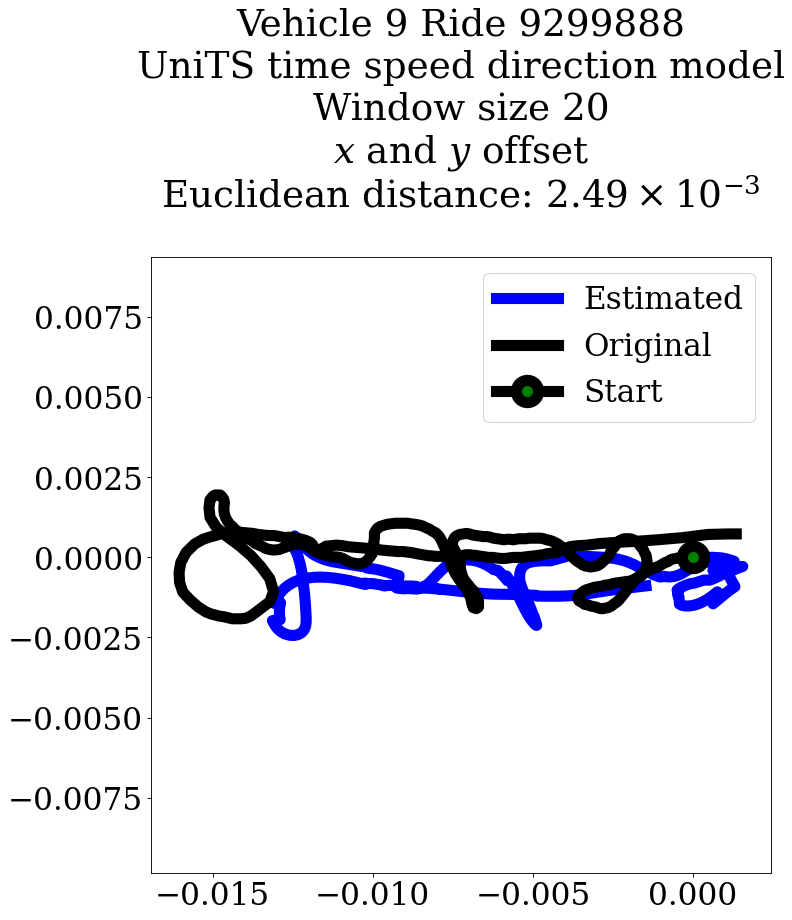 Vehicle 9 Ride 9299888
UniTS time speed direction model
Window size 20
x and y offset
Euclidean distance: 2.49 × 10⁻³
Estimated
Original
Start
0.0075
0.0050
0.0025
0.0000
−0.0025
−0.0050
−0.0075
−0.015 −0.010 −0.005 0.000